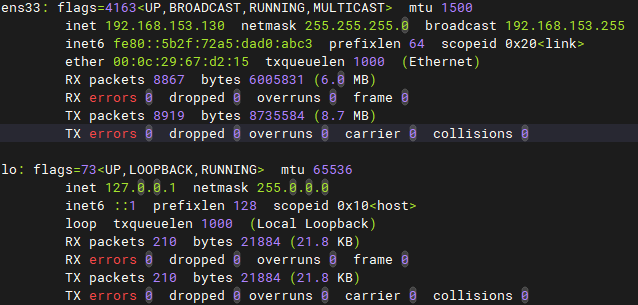 ens33: flags=4163<UP,BROADCAST,RUNNING,MULTICAST>  mtu 1500
        inet 192.168.153.130  netmask 255.255.255.0  broadcast 192.168.153.255
        inet6 fe80::5b2f:72a5:dad0:abc3  prefixlen 64  scopeid 0x20<link>
        ether 00:0c:29:67:d2:15  txqueuelen 1000  (Ethernet)
        RX packets 8867  bytes 6005831 (6.0 MB)
        RX errors 0  dropped 0  overruns 0  frame 0
        TX packets 8919  bytes 8735584 (8.7 MB)
        TX errors 0  dropped 0 overruns 0  carrier 0  collisions 0

lo: flags=73<UP,LOOPBACK,RUNNING>  mtu 65536
        inet 127.0.0.1  netmask 255.0.0.0
        inet6 ::1  prefixlen 128  scopeid 0x10<host>
        loop  txqueuelen 1000  (Local Loopback)
        RX packets 210  bytes 21884 (21.8 KB)
        RX errors 0  dropped 0  overruns 0  frame 0
        TX packets 210  bytes 21884 (21.8 KB)
        TX errors 0  dropped 0 overruns 0  carrier 0  collisions 0